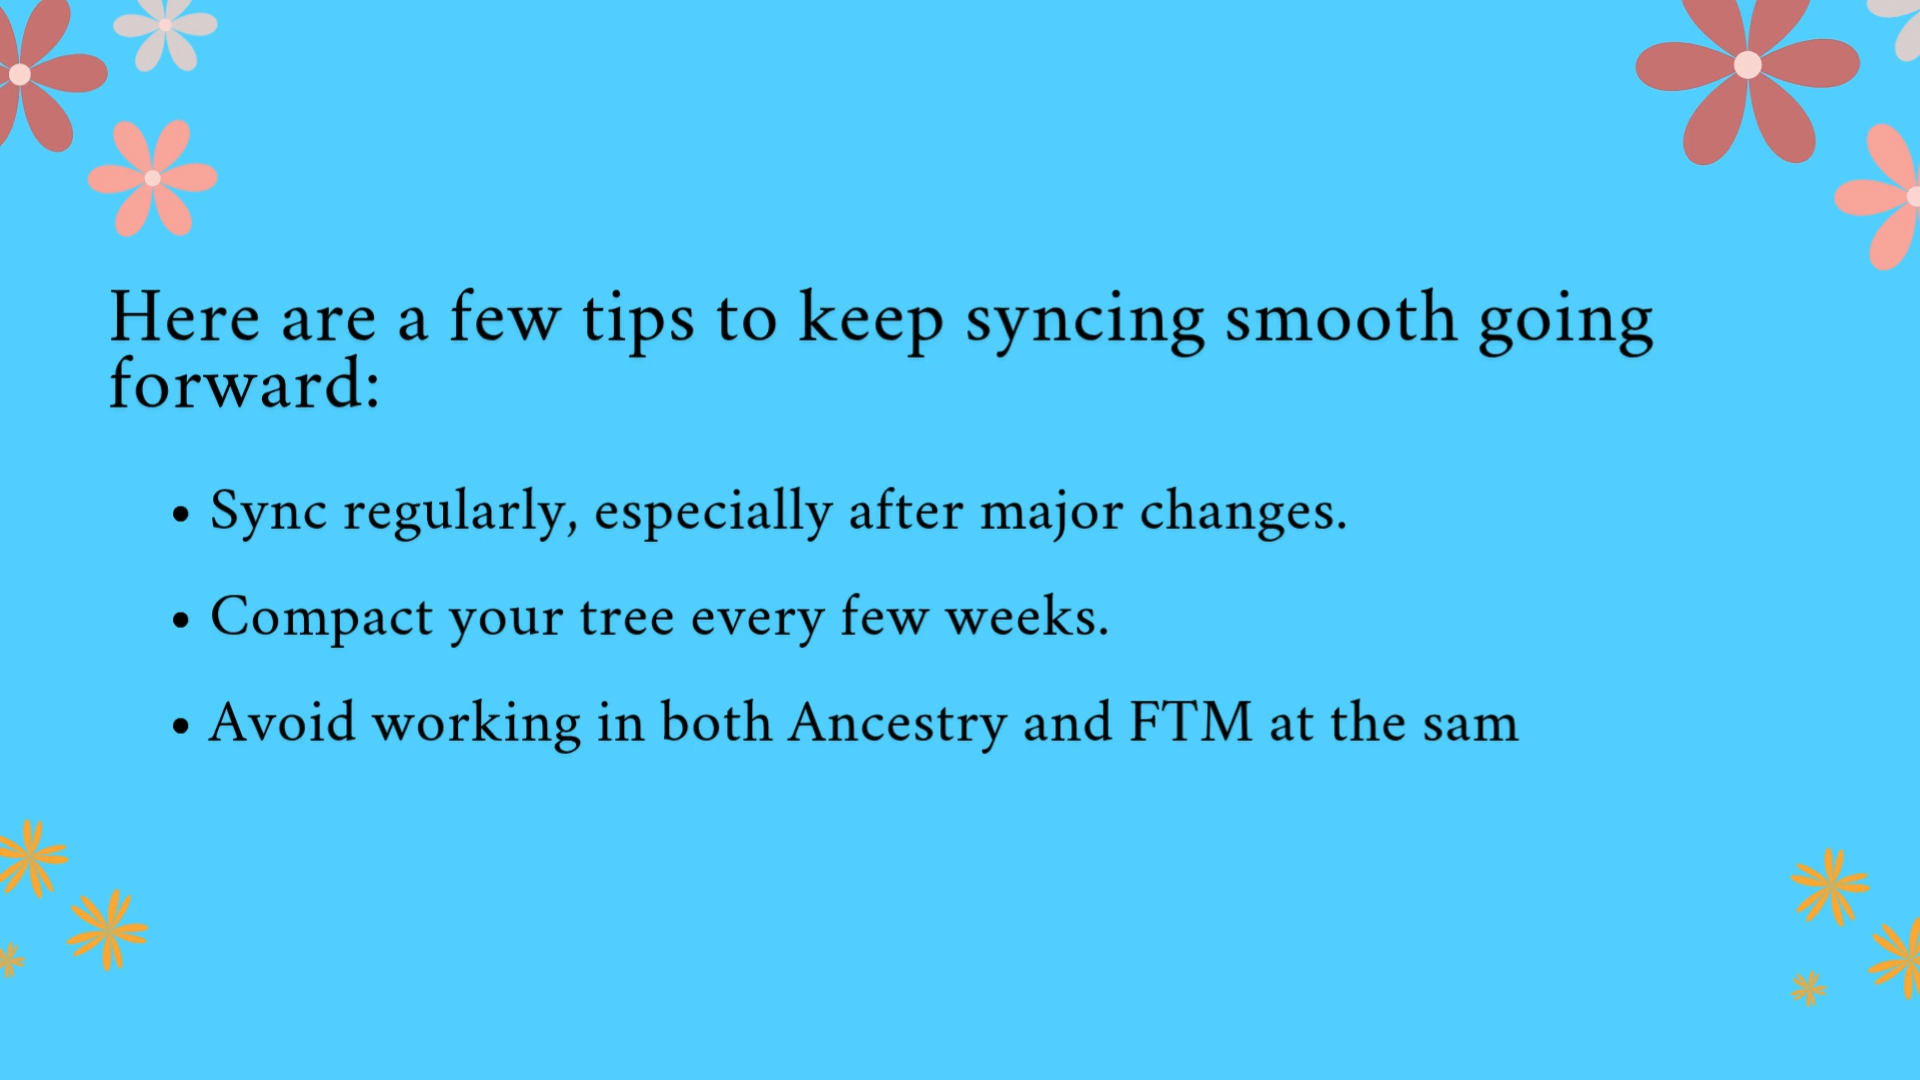 Here are a few tips to keep syncing smooth going
forward:
• Sync regularly, especially after major changes.
• Compact your tree every few weeks.
• Avoid working in both Ancestry and FTM at the sam